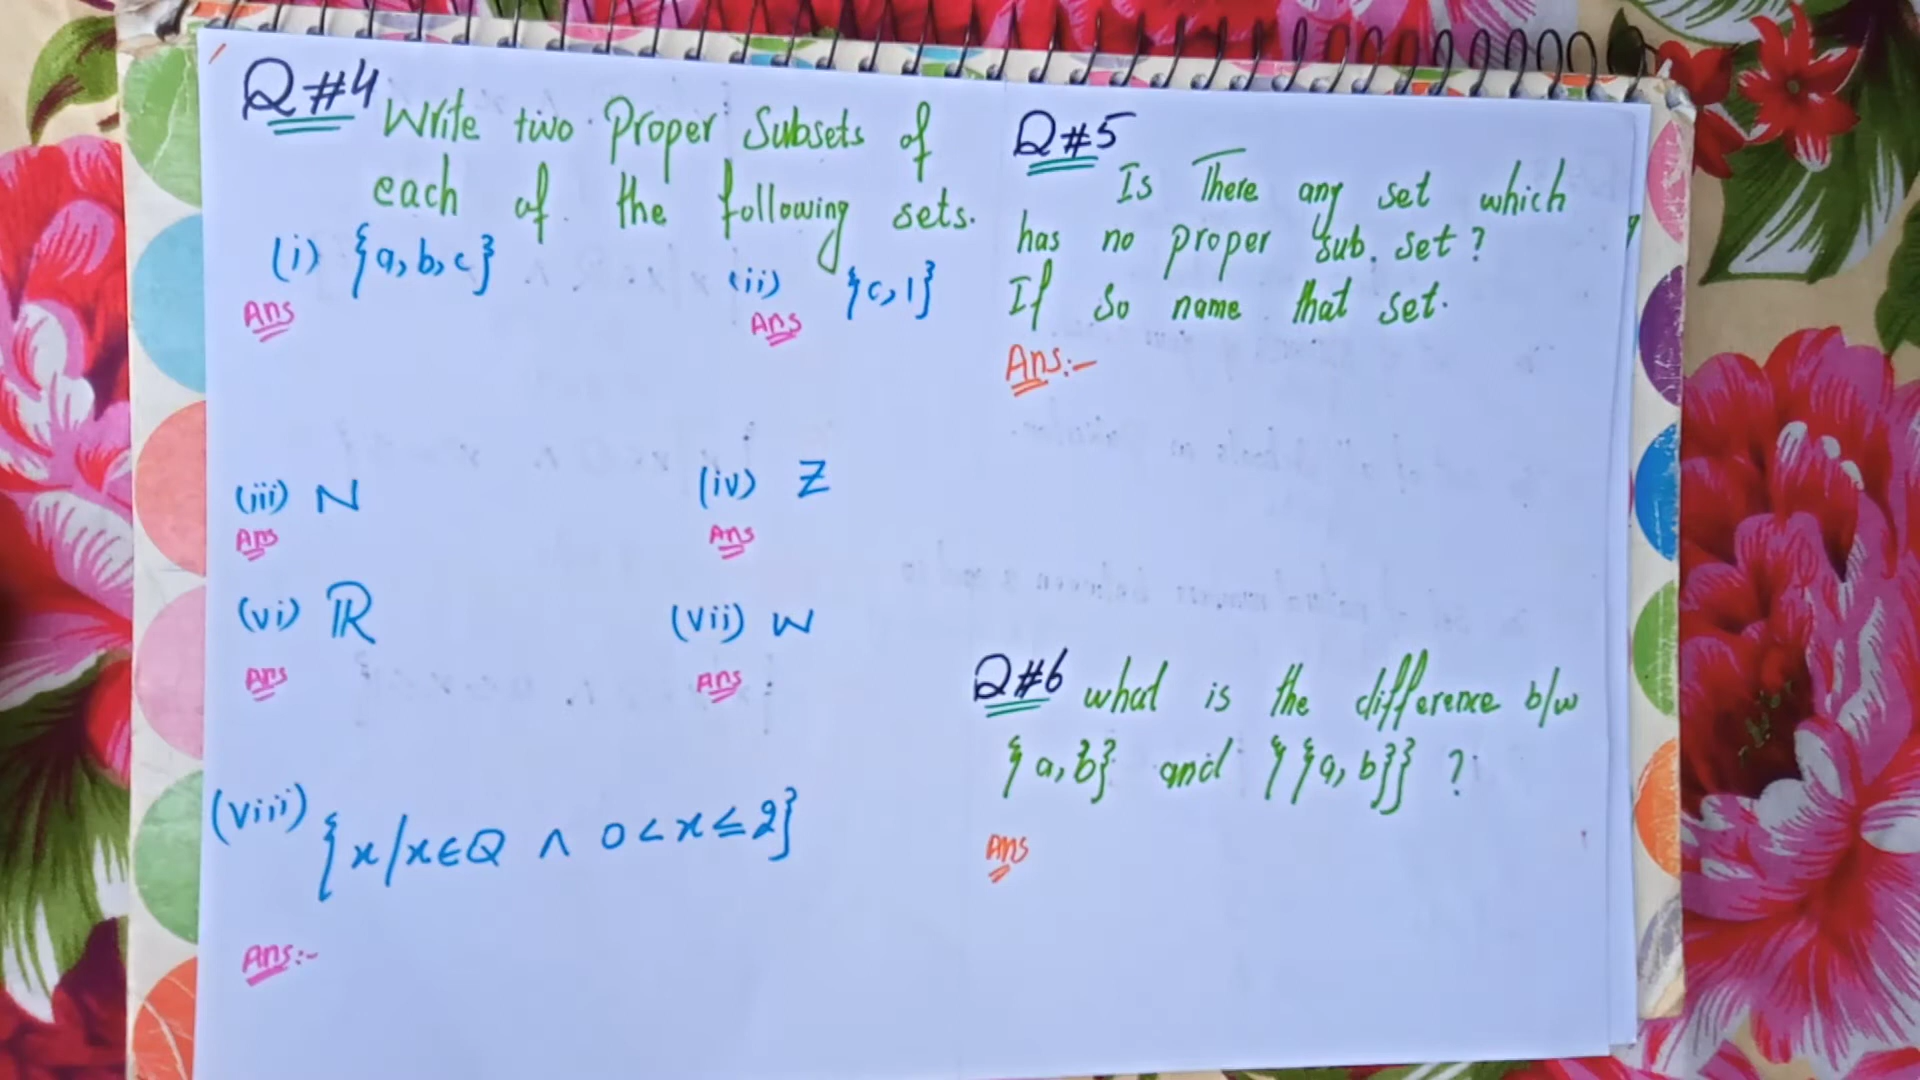 Q#4 Write two Proper Subsets of
each of the following sets.
(i) {a,b,c}
Ans
(ii) {c,1}
Ans
(iii) N
Ans
(iv) Z
Ans
(vi) ℝ
Ans
(vii) W
Ans
(viii) {x/x∈Q ∧ 0<x≤2}
Ans:-
Q#5
Is There any set which
has no proper sub. set?
If So name that set.
Ans:-
Q#6 what is the difference b/w
{a,b} and {{a,b}} ?
Ans